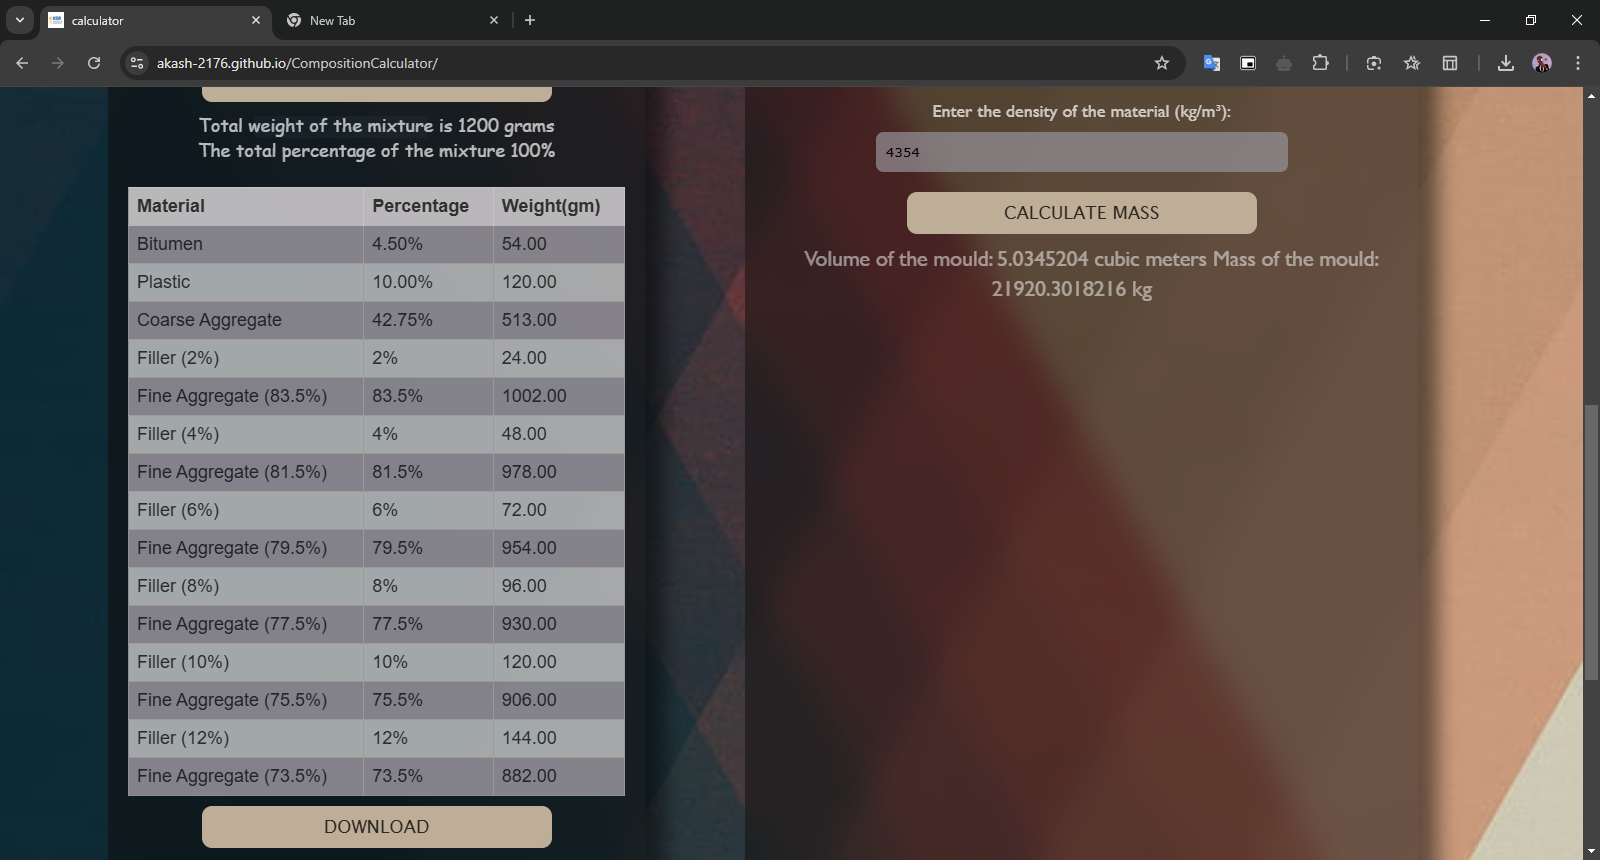 calculator
New Tab
akash-2176.github.io/CompositionCalculator/
Total weight of the mixture is 1200 grams
The total percentage of the mixture 100%
Material Percentage Weight(gm)
Bitumen 4.50% 54.00
Plastic 10.00% 120.00
Coarse Aggregate 42.75% 513.00
Filler (2%) 2% 24.00
Fine Aggregate (83.5%) 83.5% 1002.00
Filler (4%) 4% 48.00
Fine Aggregate (81.5%) 81.5% 978.00
Filler (6%) 6% 72.00
Fine Aggregate (79.5%) 79.5% 954.00
Filler (8%) 8% 96.00
Fine Aggregate (77.5%) 77.5% 930.00
Filler (10%) 10% 120.00
Fine Aggregate (75.5%) 75.5% 906.00
Filler (12%) 12% 144.00
Fine Aggregate (73.5%) 73.5% 882.00
DOWNLOAD
Enter the density of the material (kg/m³):
4354
CALCULATE MASS
Volume of the mould: 5.0345204 cubic meters Mass of the mould:
21920.3018216 kg